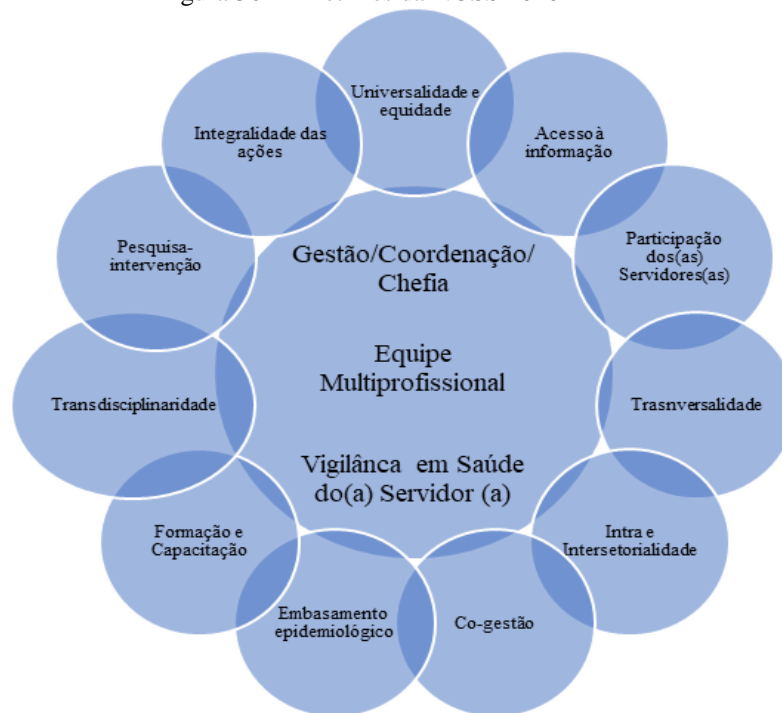 Universalidade e
equidade
Acesso à
informação
Participação
dos(as)
Servidores(as)
Trasnversalidade
Intra e
Intersetorialidade
Co-gestão
Embasamento
epidemiológico
Formação e
Capacitação
Transdisciplinaridade
Pesquisa-
intervenção
Integralidade das
ações
Gestão/Coordenação/
Chefia
Equipe
Multiprofissional
Vigilânca em Saúde
do(a) Servidor (a)